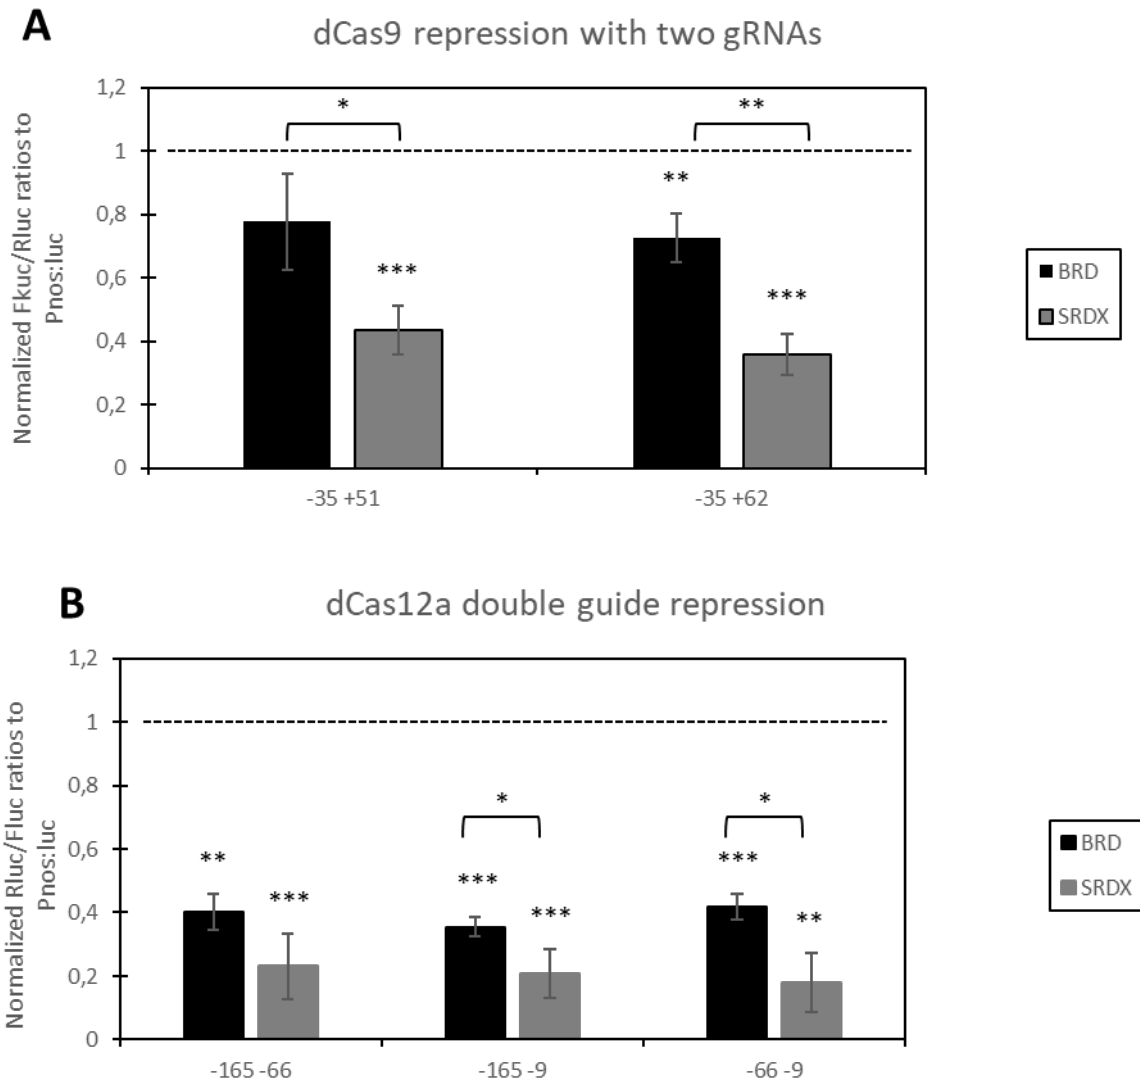 A
dCas9 repression with two gRNAs
Normalized Fkuc/Rluc ratios to
Pnos:luc
1,2
1
0,8
0,6
0,4
0,2
0
*
**
**
***
***
-35 +51
-35 +62
BRD
SRDX
B
dCas12a double guide repression
Normalized Rluc/Fluc ratios to
Pnos:luc
1,2
1
0,8
0,6
0,4
0,2
0
*
*
**
***
***
***
***
**
-165 -66
-165 -9
-66 -9
BRD
SRDX